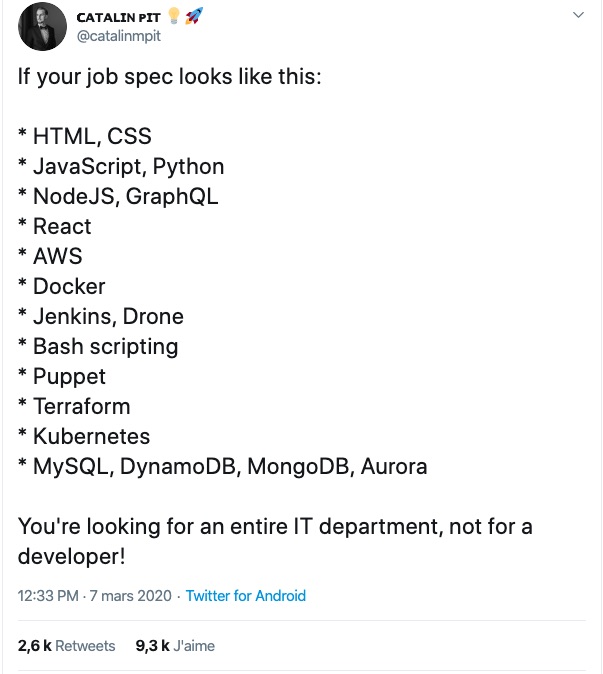 CATALIN PIT 💡🚀
@catalinmpit
If your job spec looks like this:
* HTML, CSS
* JavaScript, Python
* NodeJS, GraphQL
* React
* AWS
* Docker
* Jenkins, Drone
* Bash scripting
* Puppet
* Terraform
* Kubernetes
* MySQL, DynamoDB, MongoDB, Aurora
You're looking for an entire IT department, not for a
developer!
12:33 PM · 7 mars 2020 · Twitter for Android
2,6 k Retweets 9,3 k J'aime